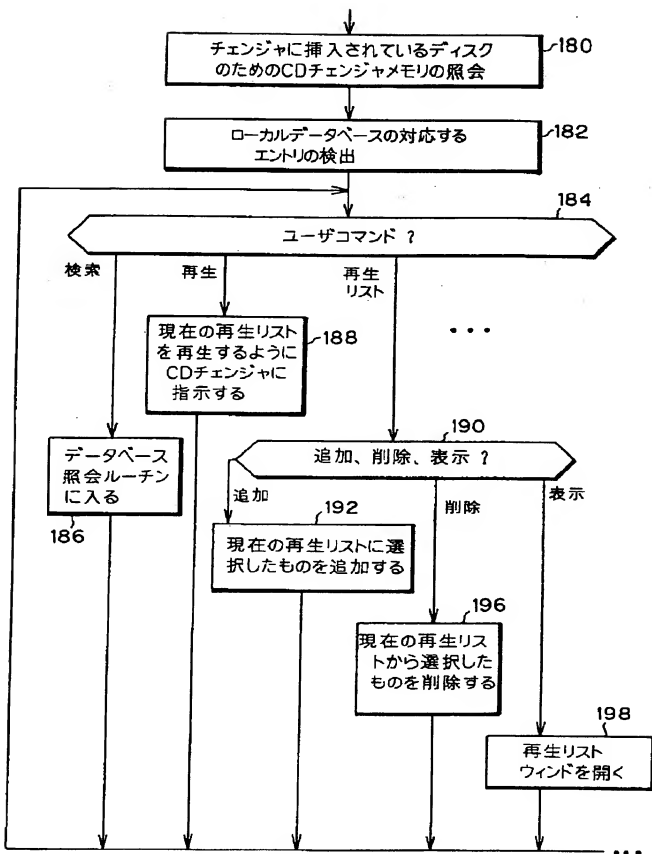 チェンジャに挿入されているディスク
のためのCDチェンジャメモリの照会
180
ローカルデータベースの対応する
エントリの検出
182
184
ユーザコマンド？
検索
再生
再生
リスト
・・・
現在の再生リスト
を再生するように
CDチェンジャに
指示する
188
190
追加、削除、表示？
データベース
照会ルーチン
に入る
186
追加
削除
表示
192
現在の再生リストに選
択したものを追加する
196
現在の再生リス
トから選択した
ものを削除する
198
再生リスト
ウィンドを開く
・・・